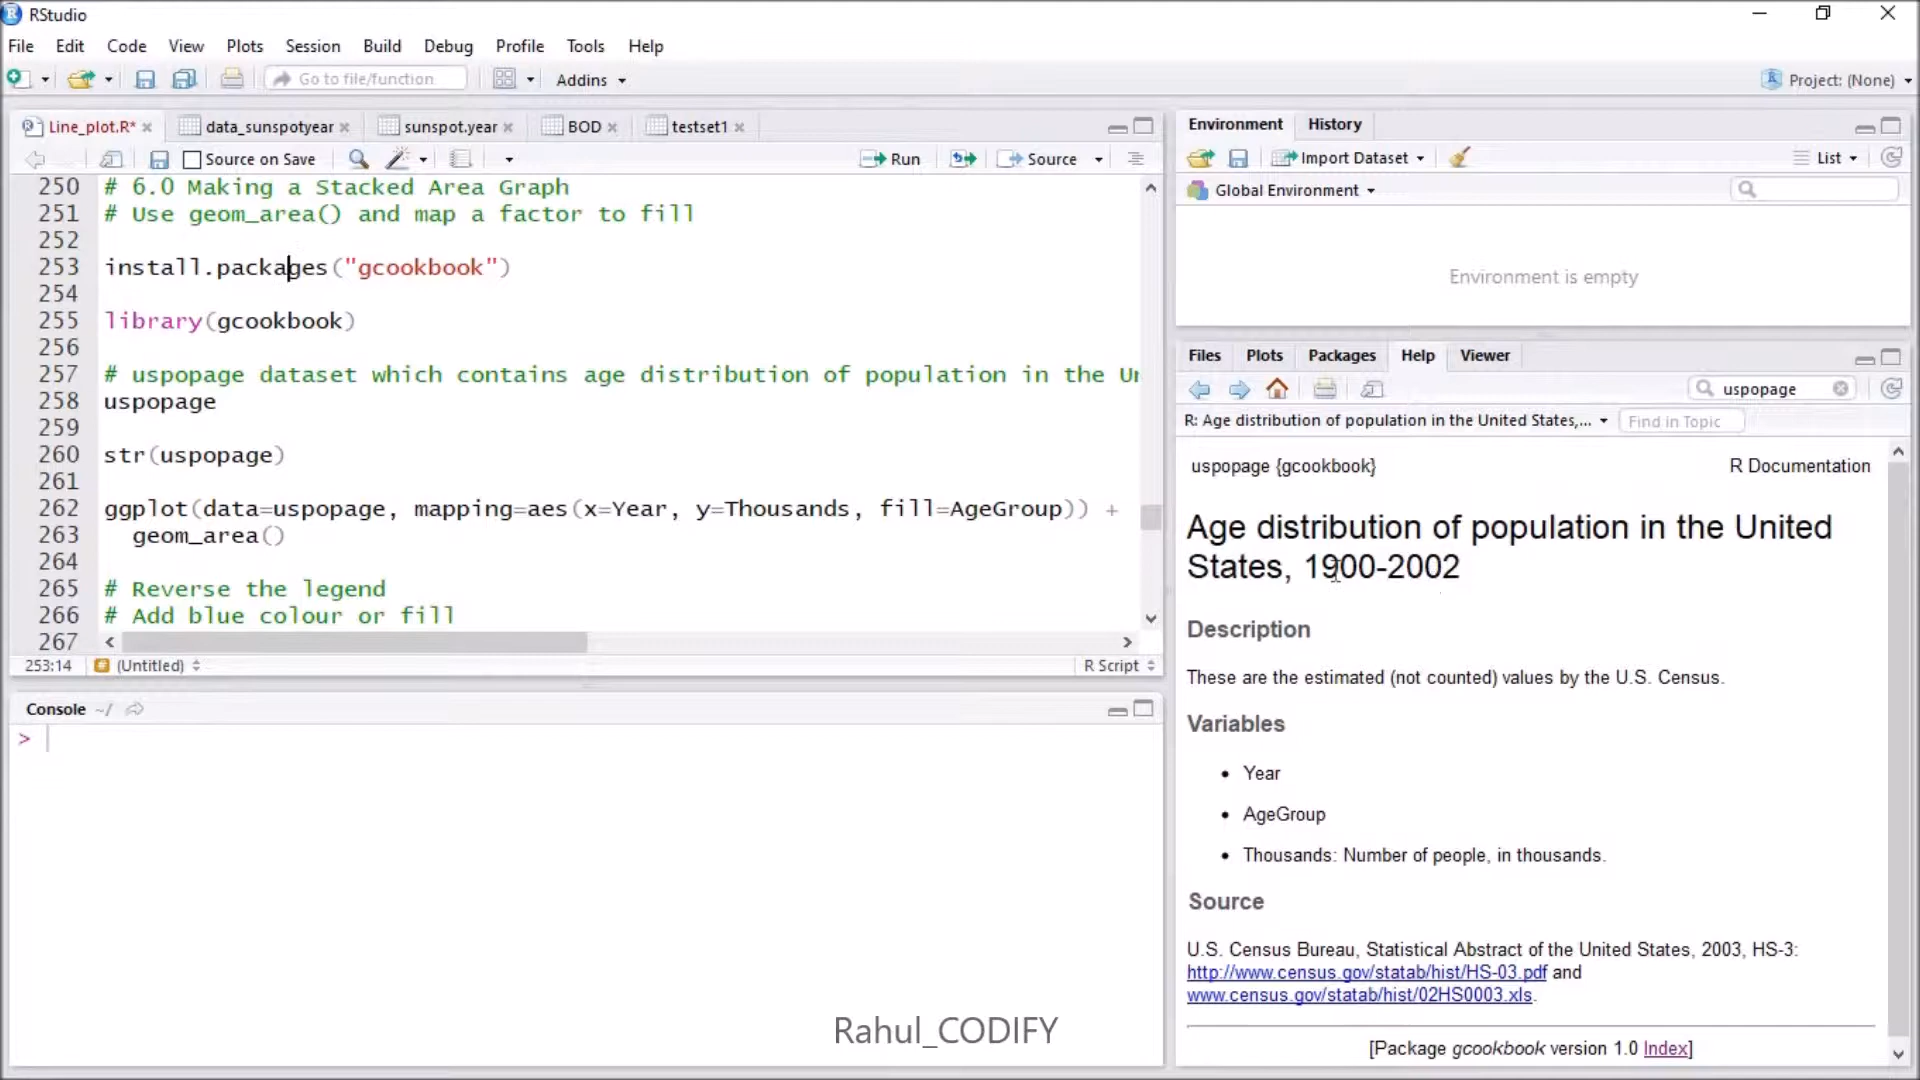 RStudio
File Edit Code View Plots Session Build Debug Profile Tools Help
Go to file/function Addins Project: (None)
Line_plot.R* data_sunspotyear sunspot.year BOD testset1
Source on Save Run Source
250 # 6.0 Making a Stacked Area Graph
251 # Use geom_area() and map a factor to fill
252
253 install.packages("gcookbook")
254
255 library(gcookbook)
256
257 # uspopage dataset which contains age distribution of population in the Un
258 uspopage
259
260 str(uspopage)
261
262 ggplot(data=uspopage, mapping=aes(x=Year, y=Thousands, fill=AgeGroup)) +
263 geom_area()
264
265 # Reverse the legend
266 # Add blue colour or fill
267
253:14 (Untitled) R Script
Console ~/
>
Environment History
Import Dataset List
Global Environment
Environment is empty
Files Plots Packages Help Viewer
uspopage
R: Age distribution of population in the United States,... Find in Topic
uspopage {gcookbook} R Documentation
Age distribution of population in the United
States, 1900-2002
Description
These are the estimated (not counted) values by the U.S. Census.
Variables
• Year
• AgeGroup
• Thousands: Number of people, in thousands.
Source
U.S. Census Bureau, Statistical Abstract of the United States, 2003, HS-3:
http://www.census.gov/statab/hist/HS-03.pdf and
www.census.gov/statab/hist/02HS0003.xls.
[Package gcookbook version 1.0 Index]
Rahul_CODIFY